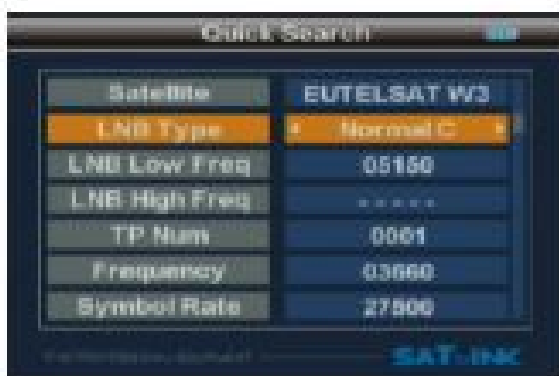 Quick Search
Satellite EUTELSAT W3
LNB Type Normal C
LNB Low Freq 05150
LNB High Freq -----
TP Num 0001
Frequency 03660
Symbol Rate 27500
SATLINK